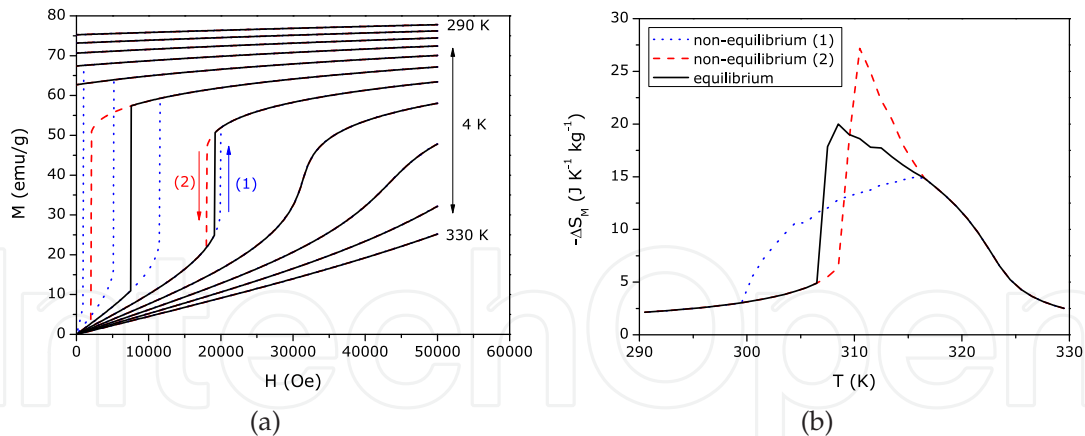 80
70
60
50
40
30
20
10
0
M (emu/g)
290 K
4 K
330 K
(2)
(1)
0 10000 20000 30000 40000 50000 60000
H (Oe)
(a)
30
25
20
15
10
5
0
-ΔS_M (J K⁻¹ kg⁻¹)
non-equilibrium (1)
non-equilibrium (2)
equilibrium
290 300 310 320 330
T (K)
(b)
intechopen